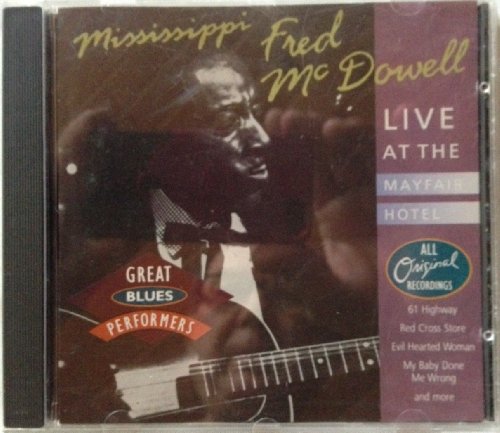 Mississippi
Fred
McDowell
LIVE
AT THE
MAYFAIR
HOTEL
ALL
Original
RECORDINGS
61 Highway
Red Cross Store
Evil Hearted Woman
My Baby Done
Me Wrong
and more
GREAT
BLUES
PERFORMERS